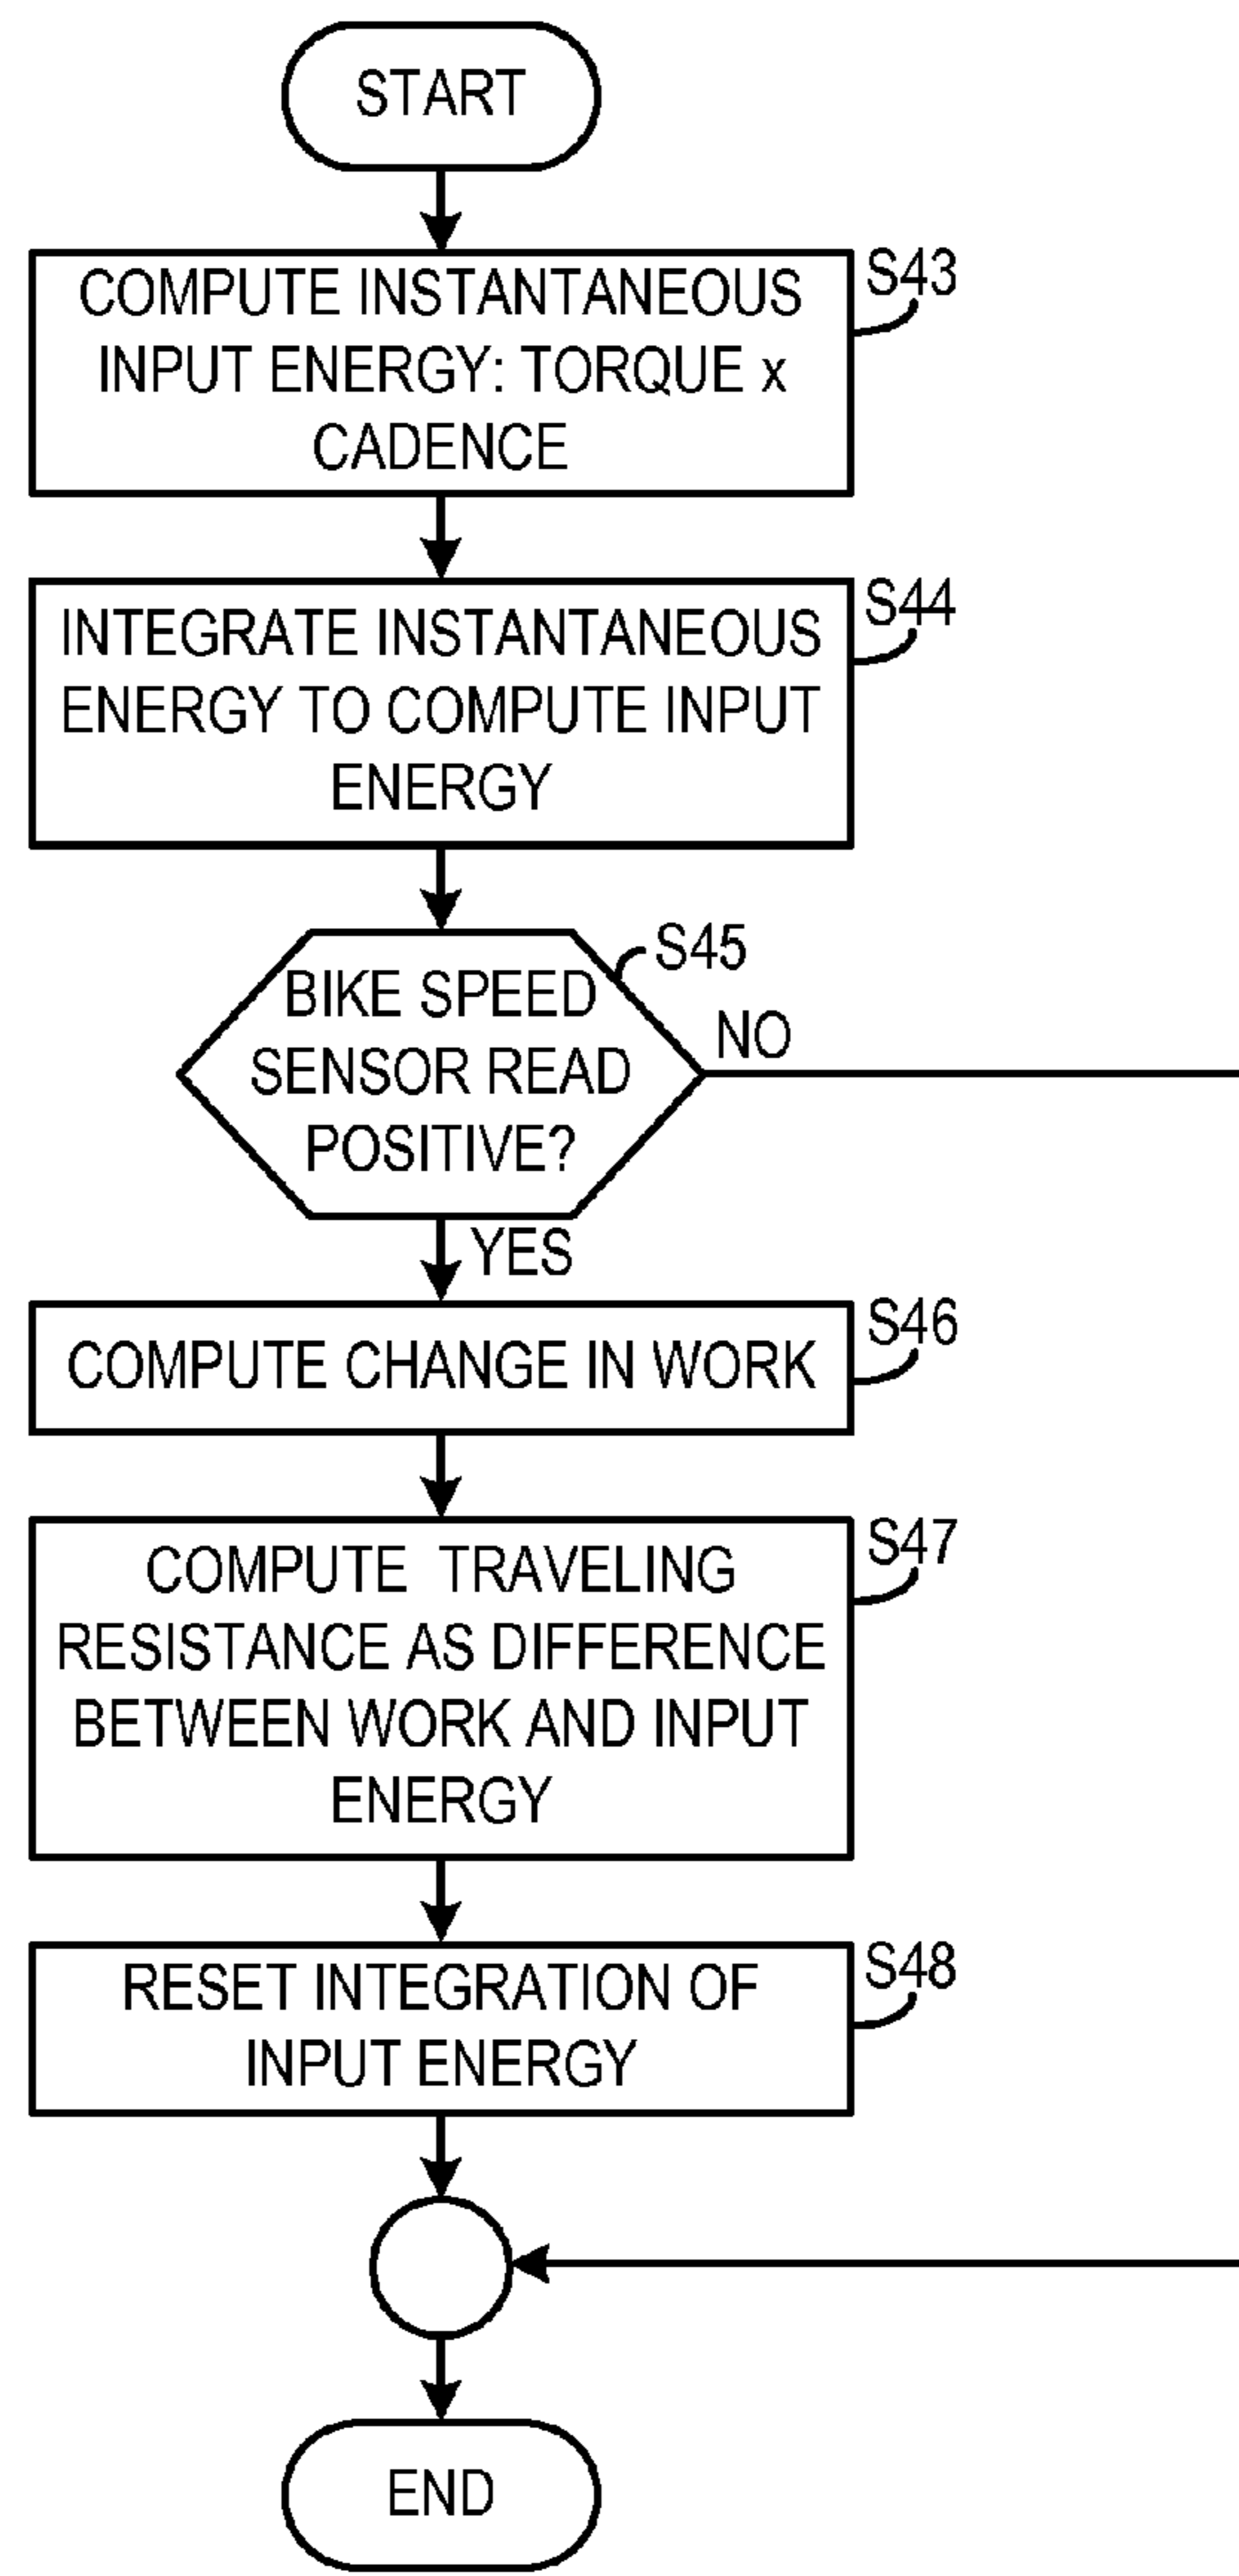 START
S43
COMPUTE INSTANTANEOUS
INPUT ENERGY: TORQUE x
CADENCE
S44
INTEGRATE INSTANTANEOUS
ENERGY TO COMPUTE INPUT
ENERGY
S45
BIKE SPEED
SENSOR READ
POSITIVE?
NO
YES
S46
COMPUTE CHANGE IN WORK
S47
COMPUTE TRAVELING
RESISTANCE AS DIFFERENCE
BETWEEN WORK AND INPUT
ENERGY
S48
RESET INTEGRATION OF
INPUT ENERGY
END